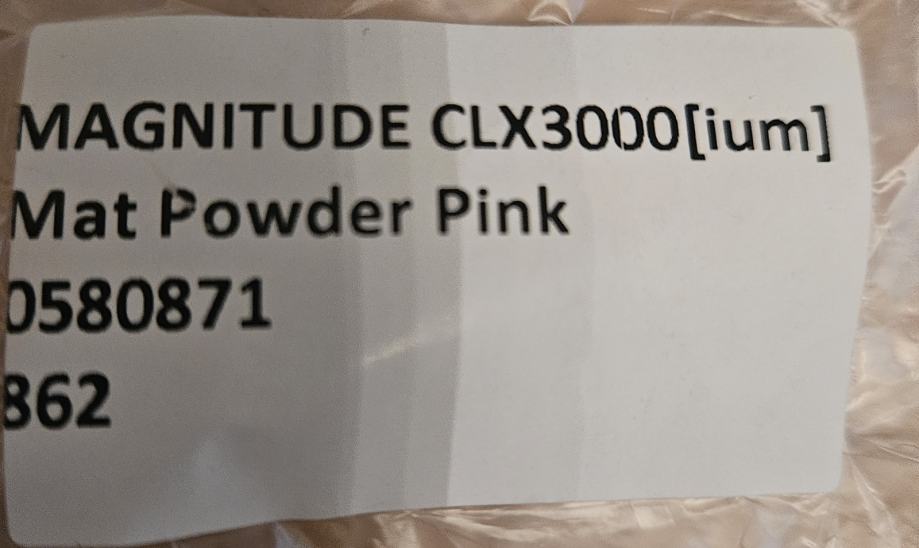 MAGNITUDE CLX3000[ium]
Mat Powder Pink
0580871
862